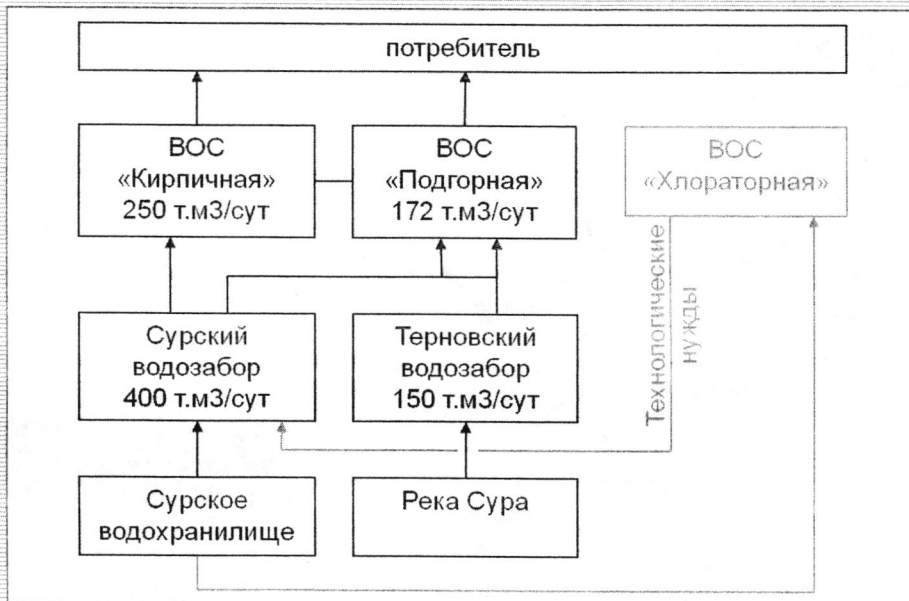 потребитель
ВОС
«Кирпичная»
250 т.м3/сут
ВОС
«Подгорная»
172 т.м3/сут
ВОС
«Хлораторная»
Технологические
нужды
Сурский
водозабор
400 т.м3/сут
Терновский
водозабор
150 т.м3/сут
Сурское
водохранилище
Река Сура